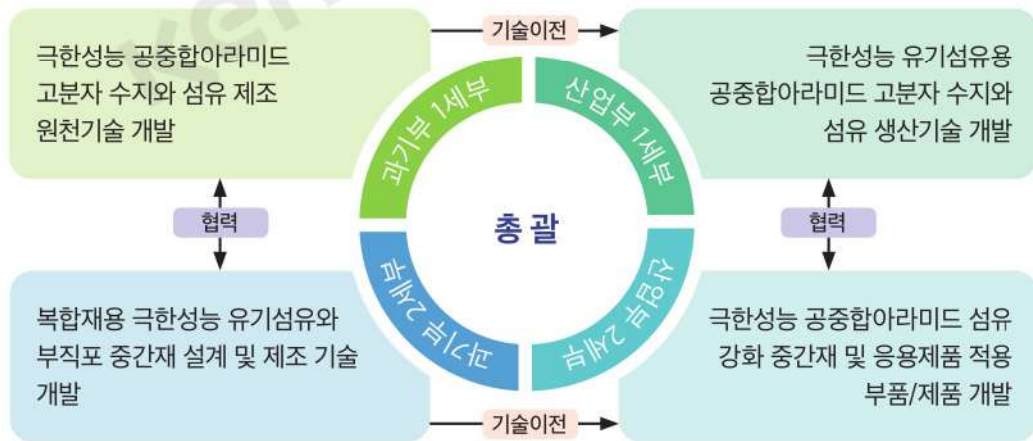 기술이전
극한성능 공중합아라미드
고분자 수지와 섬유 제조
원천기술 개발
극한성능 유기섬유용
공중합아라미드 고분자 수지와
섬유 생산기술 개발
과기부 1세부
산업부 1세부
협력
총괄
협력
과기부 2세부
산업부 2세부
복합재용 극한성능 유기섬유와
부직포 중간재 설계 및 제조 기술
개발
극한성능 공중합아라미드 섬유
강화 중간재 및 응용제품 적용
부품/제품 개발
기술이전